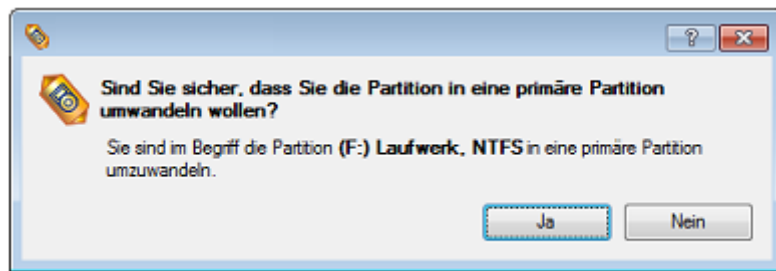 Sind Sie sicher, dass Sie die Partition in eine primäre Partition
umwandeln wollen?
Sie sind im Begriff die Partition (F:) Laufwerk, NTFS in eine primäre Partition
umzuwandeln.
Ja
Nein